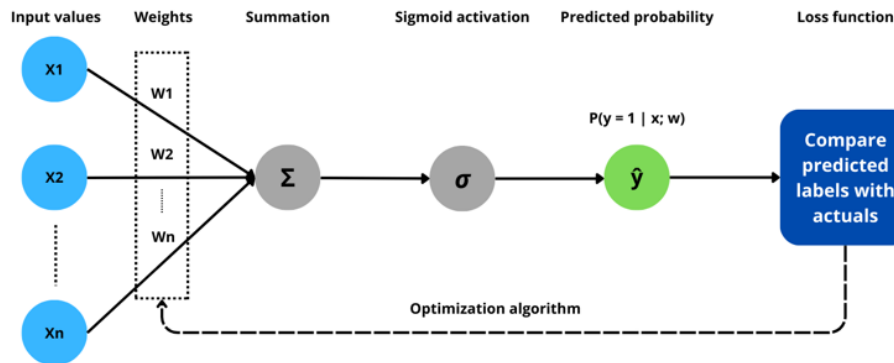 Input values
Weights
Summation
Sigmoid activation
Predicted probability
Loss function
X1
W1
P(y = 1 | x; w)
X2
W2
Σ
σ
ŷ
Compare
predicted
labels with
actuals
Wn
Xn
Optimization algorithm